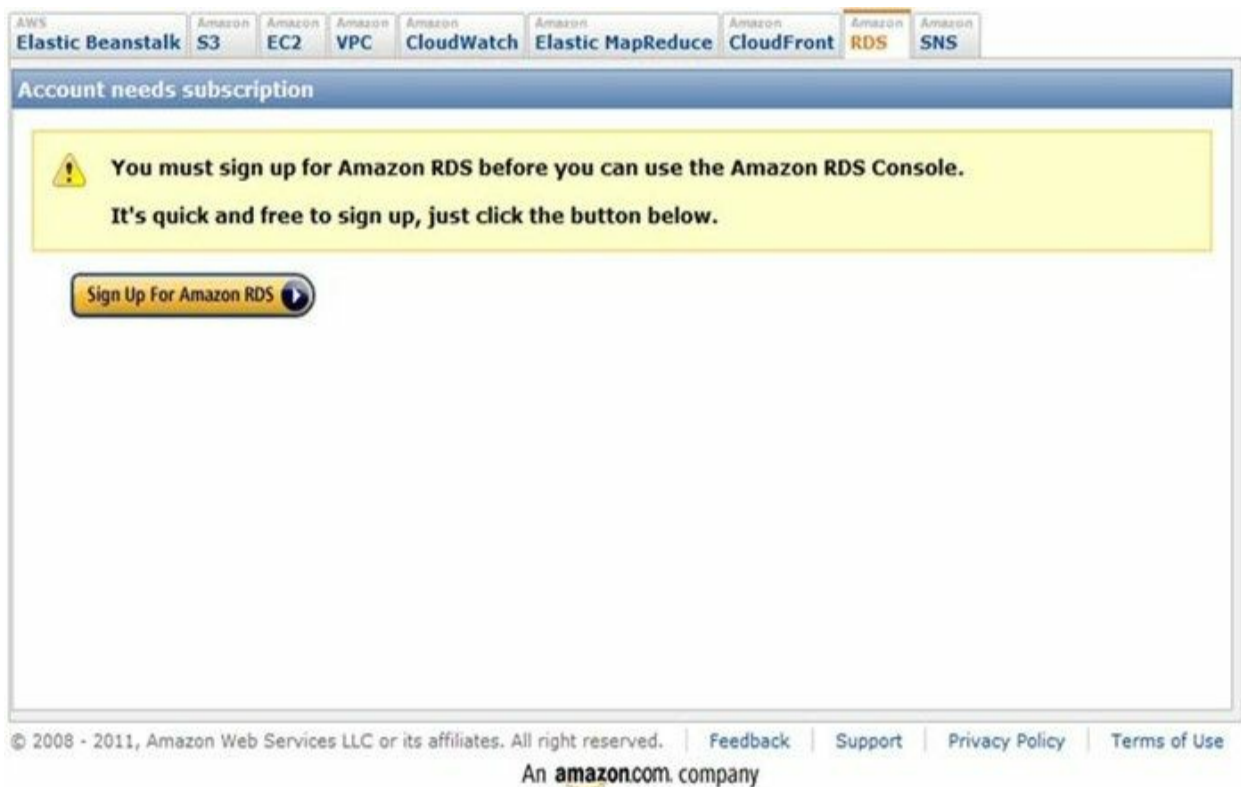 AWS Amazon Amazon Amazon Amazon Amazon Amazon Amazon Amazon
Elastic Beanstalk S3 EC2 VPC CloudWatch Elastic MapReduce CloudFront RDS SNS
Account needs subscription
You must sign up for Amazon RDS before you can use the Amazon RDS Console.
It's quick and free to sign up, just click the button below.
Sign Up For Amazon RDS
© 2008 - 2011, Amazon Web Services LLC or its affiliates. All right reserved. Feedback Support Privacy Policy Terms of Use
An amazon.com. company